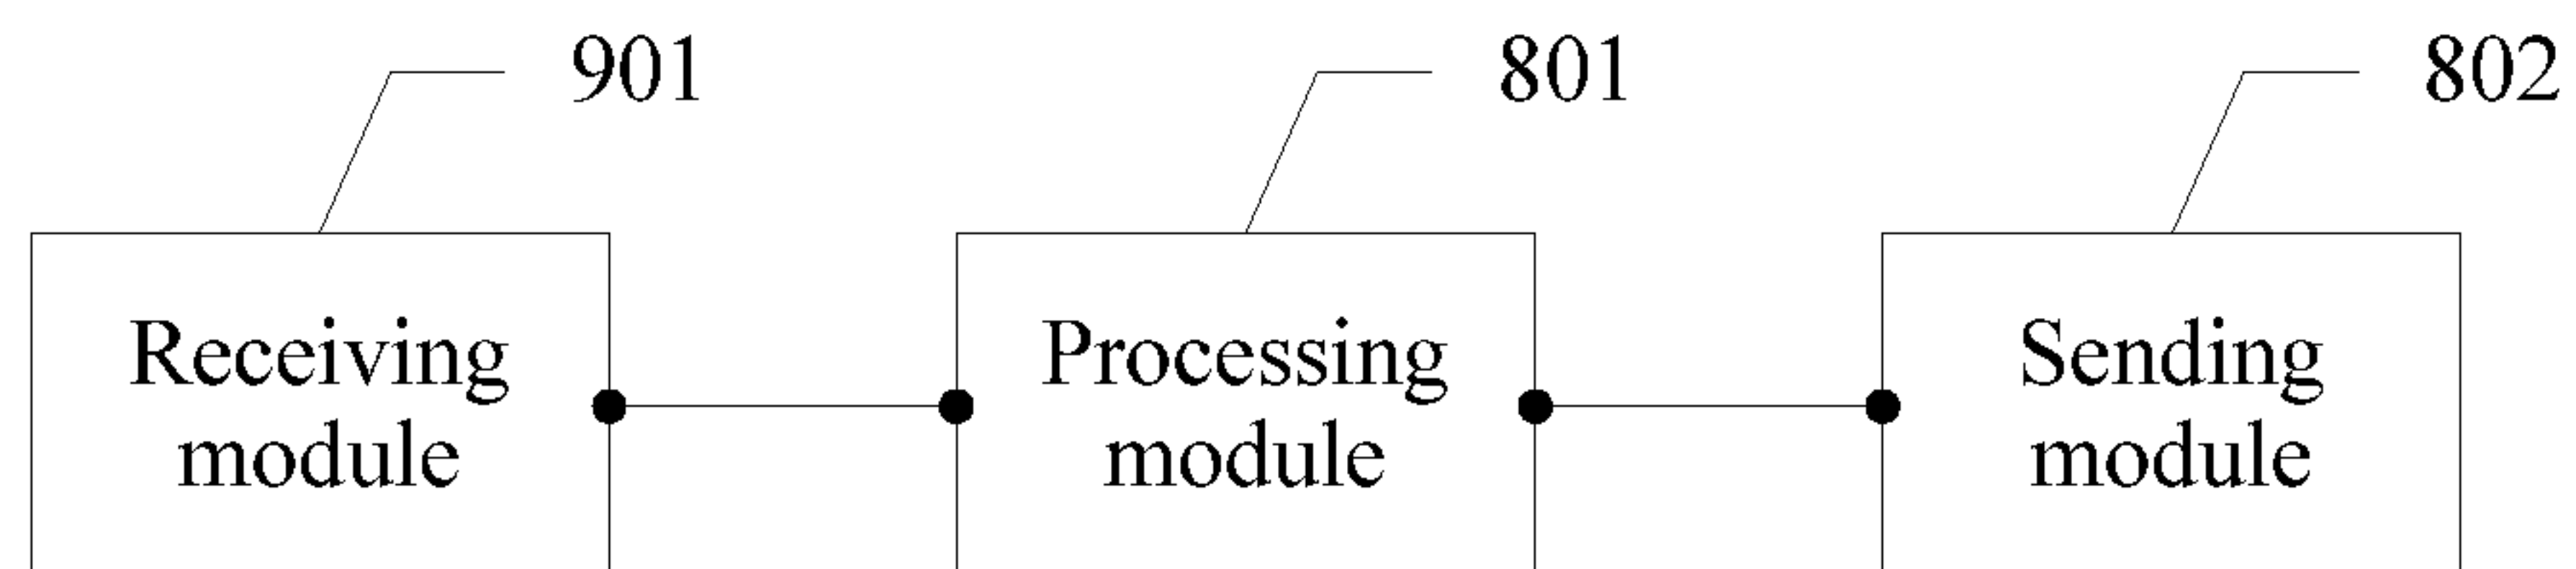 901
801
802
Receiving
module
Processing
module
Sending
module